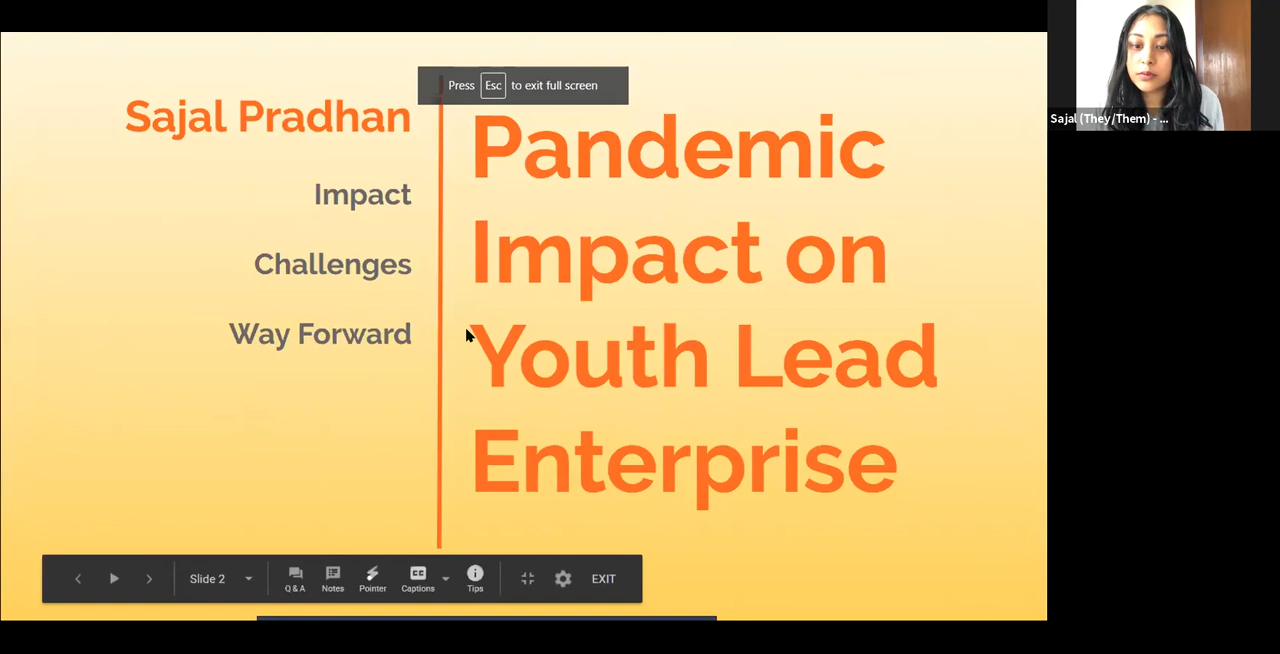 Press Esc to exit full screen
Sajal Pradhan
Impact
Challenges
Way Forward
Pandemic
Impact on
Youth Lead
Enterprise
Sajal (They/Them) - ...
Slide 2
Q & A
Notes
Pointer
CC
Captions
Tips
EXIT